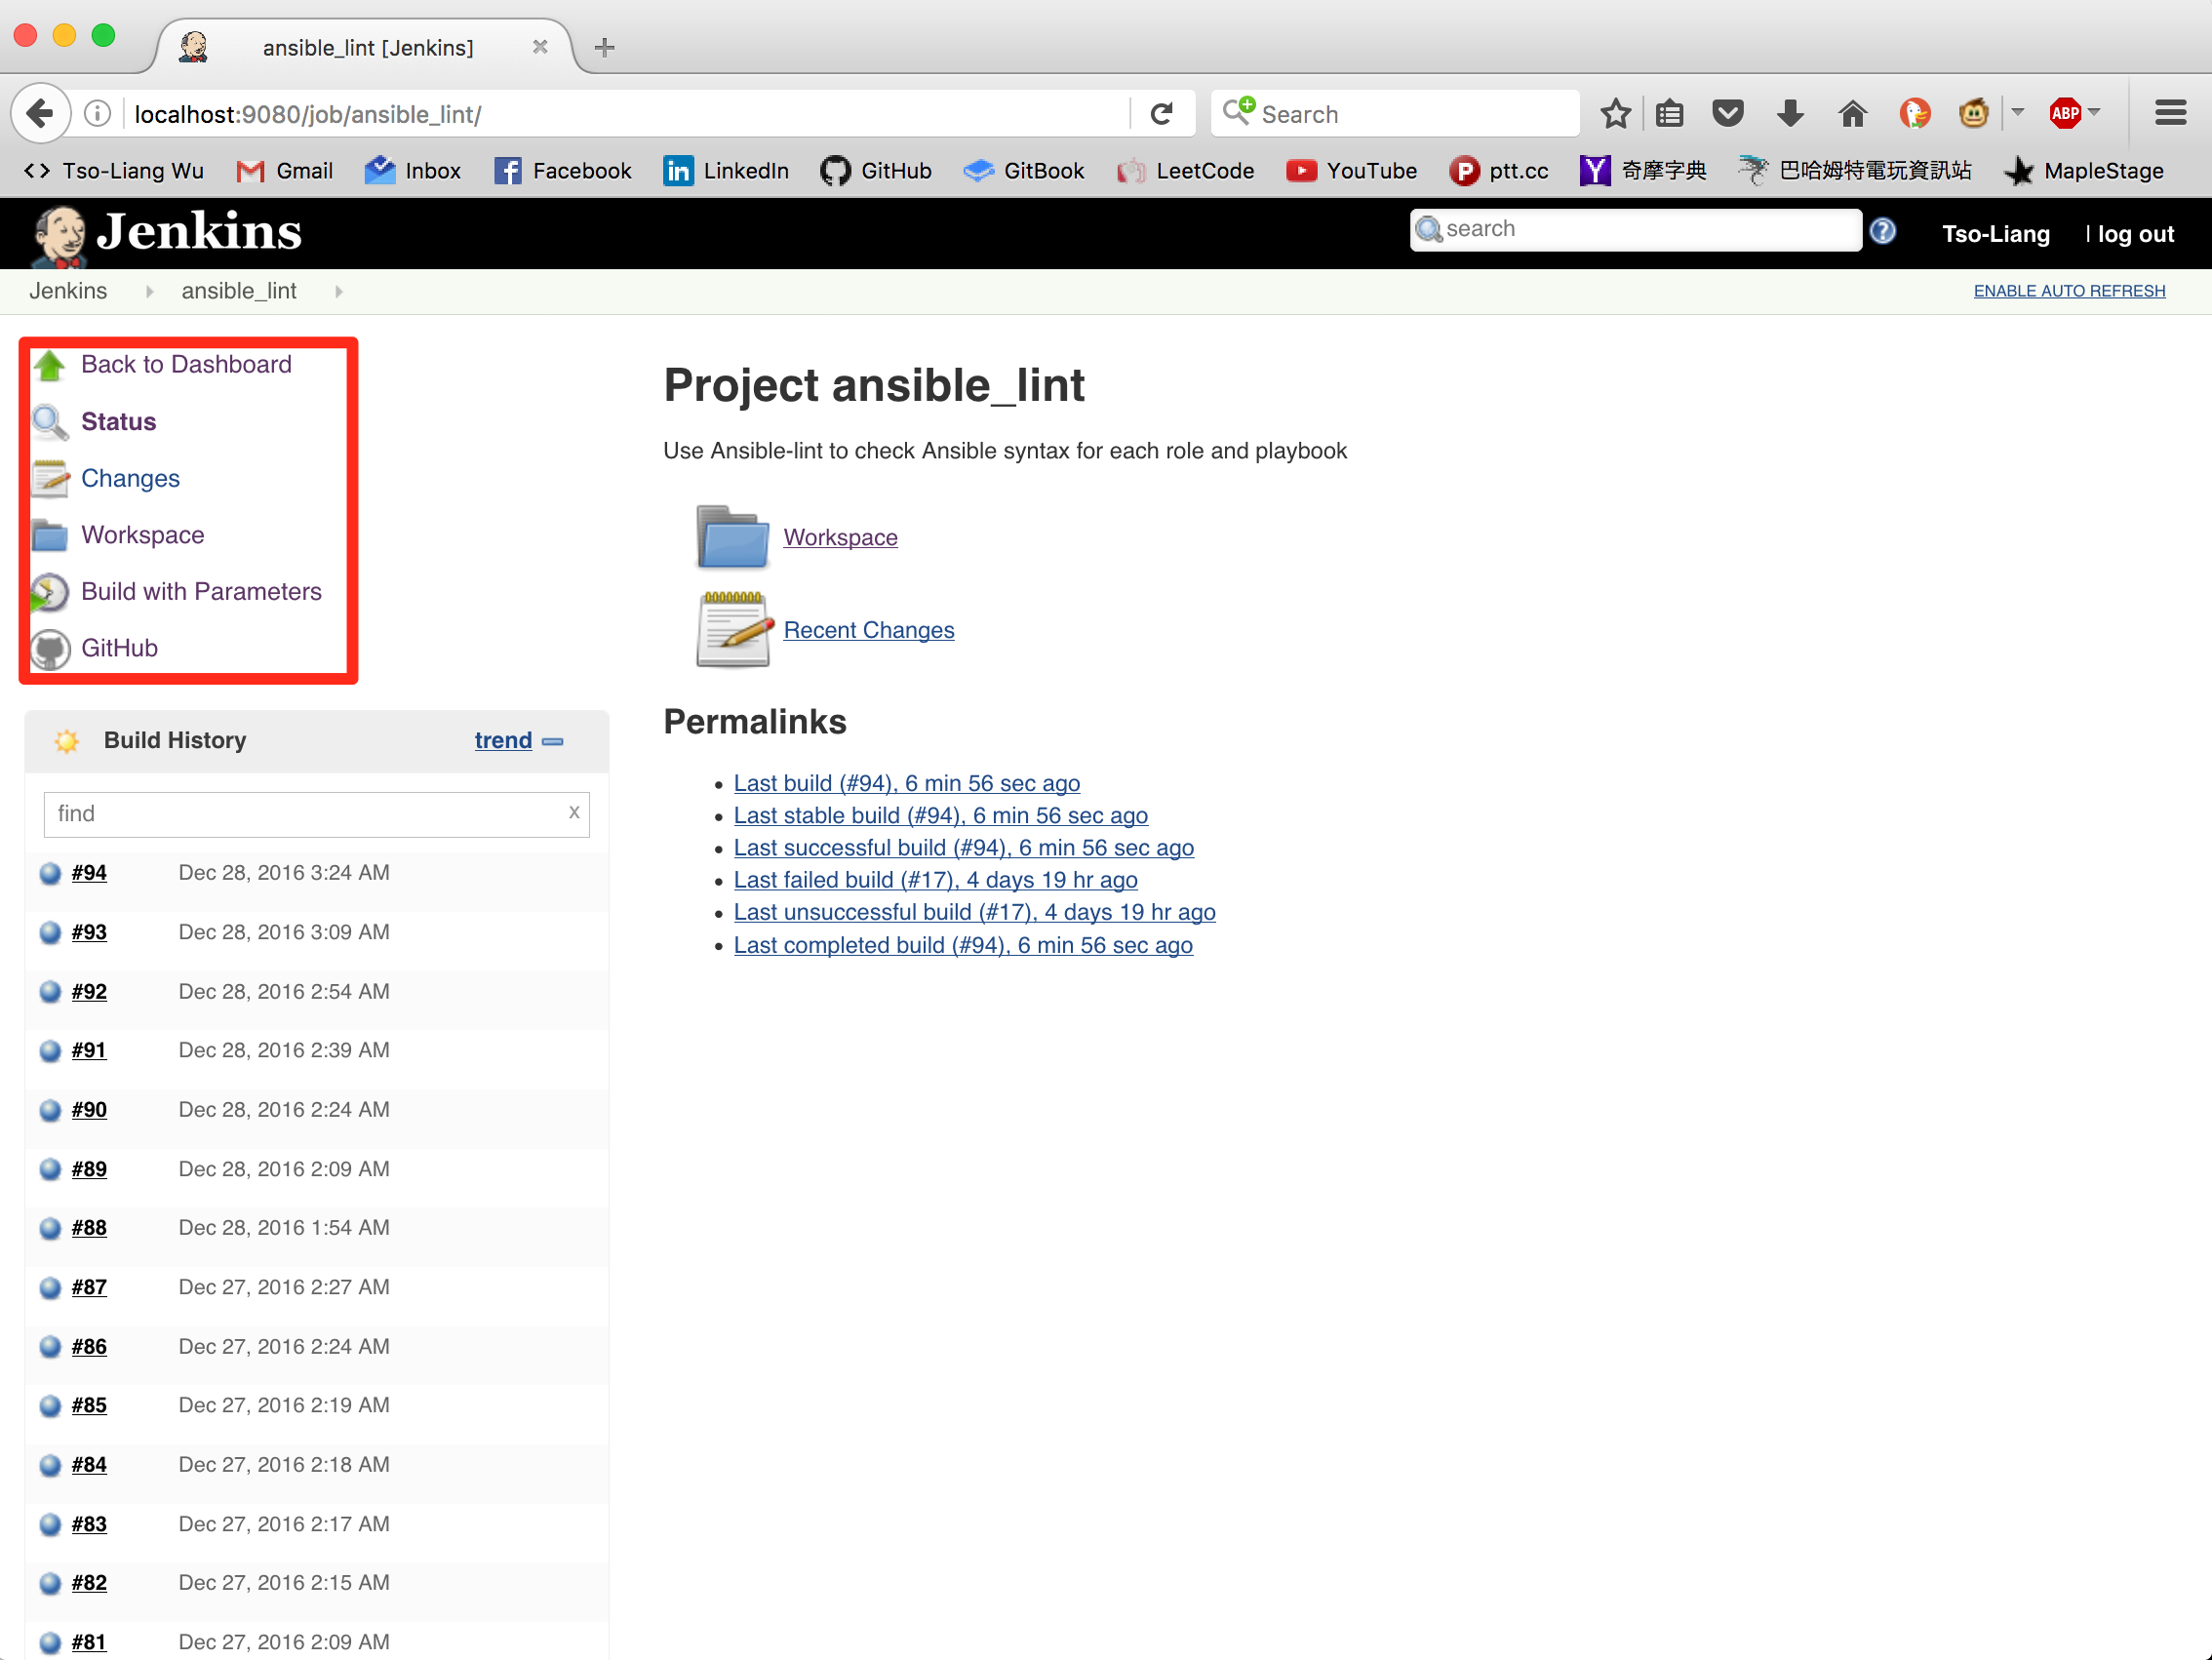 ansible_lint [Jenkins]
localhost:9080/job/ansible_lint/
Search
ABP
Tso-Liang Wu Gmail Inbox Facebook LinkedIn GitHub GitBook LeetCode YouTube ptt.cc 奇摩字典 巴哈姆特電玩資訊站 MapleStage
Jenkins
search
Tso-Liang | log out
Jenkins ansible_lint
ENABLE AUTO REFRESH
Back to Dashboard
Status
Changes
Workspace
Build with Parameters
GitHub
Project ansible_lint
Use Ansible-lint to check Ansible syntax for each role and playbook
Workspace
Recent Changes
Permalinks
Last build (#94), 6 min 56 sec ago
Last stable build (#94), 6 min 56 sec ago
Last successful build (#94), 6 min 56 sec ago
Last failed build (#17), 4 days 19 hr ago
Last unsuccessful build (#17), 4 days 19 hr ago
Last completed build (#94), 6 min 56 sec ago
Build History trend
find x
#94 Dec 28, 2016 3:24 AM
#93 Dec 28, 2016 3:09 AM
#92 Dec 28, 2016 2:54 AM
#91 Dec 28, 2016 2:39 AM
#90 Dec 28, 2016 2:24 AM
#89 Dec 28, 2016 2:09 AM
#88 Dec 28, 2016 1:54 AM
#87 Dec 27, 2016 2:27 AM
#86 Dec 27, 2016 2:24 AM
#85 Dec 27, 2016 2:19 AM
#84 Dec 27, 2016 2:18 AM
#83 Dec 27, 2016 2:17 AM
#82 Dec 27, 2016 2:15 AM
#81 Dec 27, 2016 2:09 AM